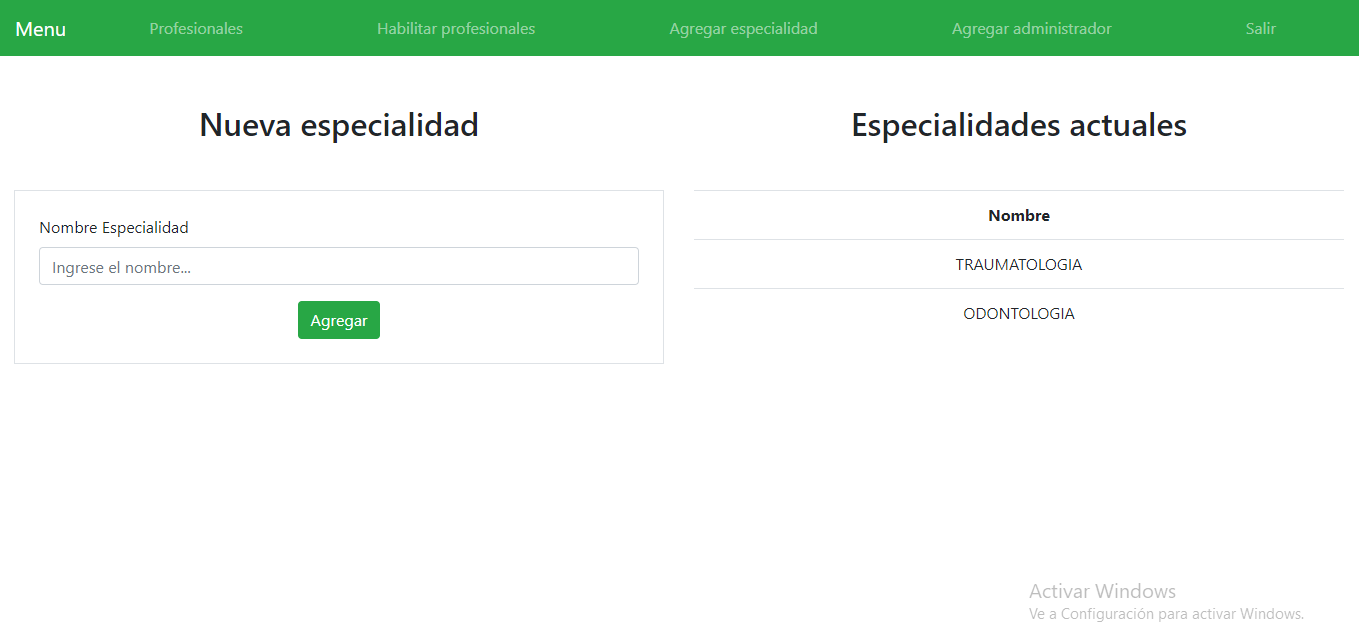 Menu Profesionales Habilitar profesionales Agregar especialidad Agregar administrador Salir
Nueva especialidad
Nombre Especialidad
Ingrese el nombre...
Agregar
Especialidades actuales
Nombre
TRAUMATOLOGIA
ODONTOLOGIA
Activar Windows
Ve a Configuración para activar Windows.